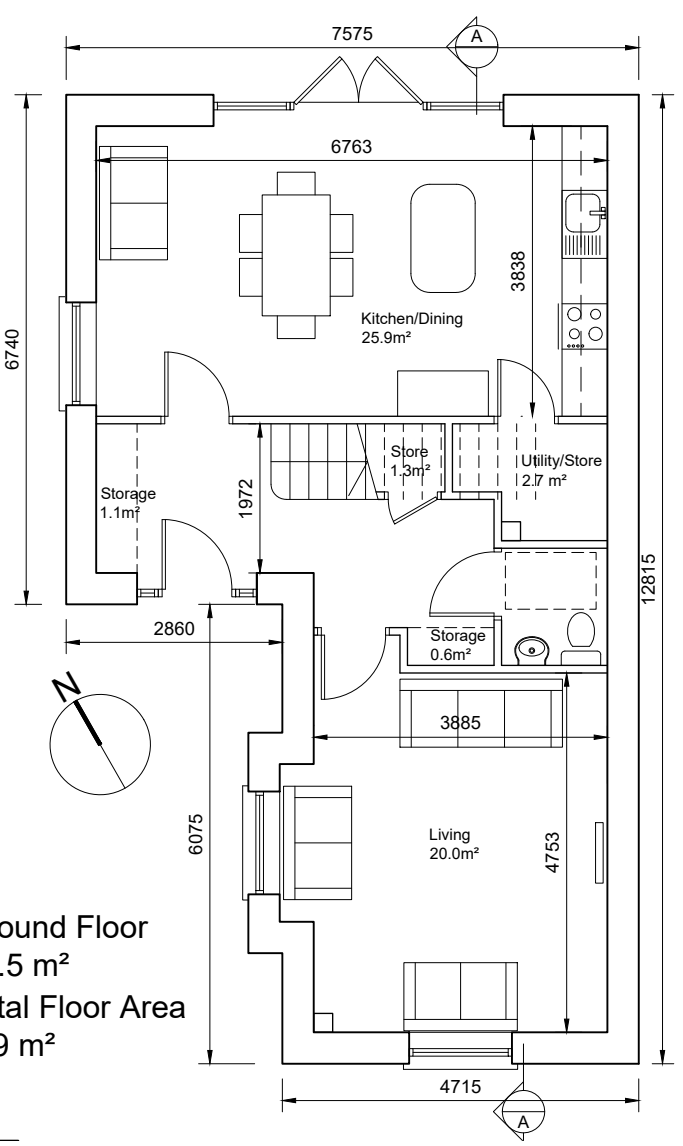 7575
A
6763
3838
6740
Kitchen/Dining
25.9m²
Store
1.3m²
Utility/Store
2.7 m²
Storage
1.1m²
1972
12815
2860
Storage
0.6m²
N
3885
6075
Living
20.0m²
4753
ound Floor
.5 m²
tal Floor Area
9 m²
4715
A